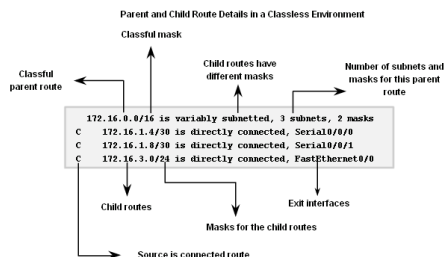 Parent and Child Route Details in a Classless Environment
Classful mask
Classful
parent route
Child routes have
different masks
Number of subnets and
masks for this parent
route
172.16.0.0/16 is variably subnetted, 3 subnets, 2 masks
C 172.16.1.4/30 is directly connected, Serial0/0/0
C 172.16.1.8/30 is directly connected, Serial0/0/1
C 172.16.3.0/24 is directly connected, FastEthernet0/0
Child routes
Masks for the child routes
Exit interfaces
Source is connected route